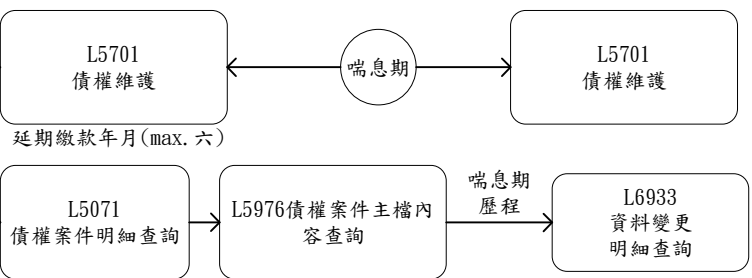 L5701
債權維護
喘息期
L5701
債權維護
延期繳款年月(max.六)
L5071
債權案件明細查詢
L5976債權案件主檔內
容查詢
喘息期
歷程
L6933
資料變更
明細查詢